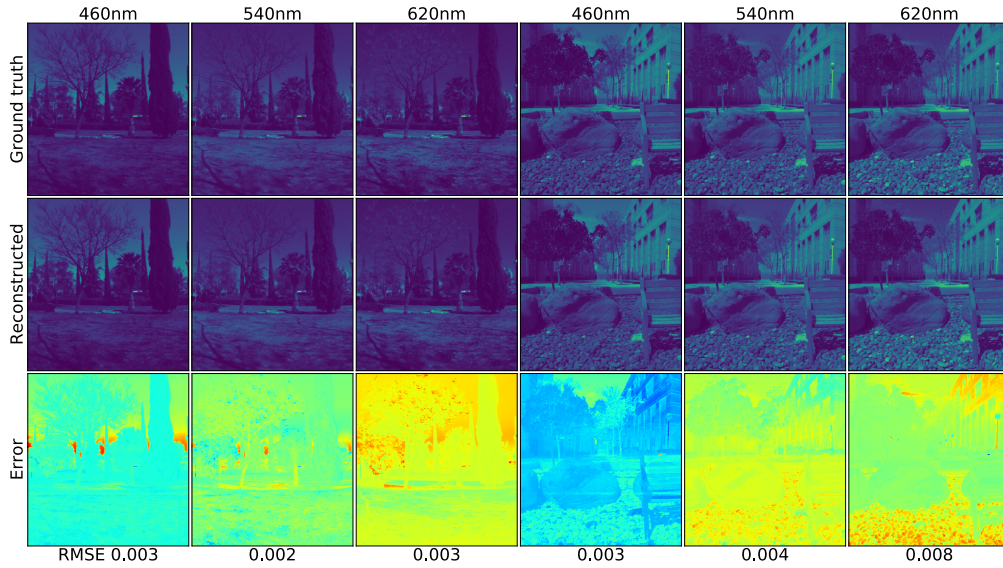 460nm 540nm 620nm 460nm 540nm 620nm
Ground truth
Reconstructed
Error
RMSE 0.003 0.002 0.003 0.003 0.004 0.008